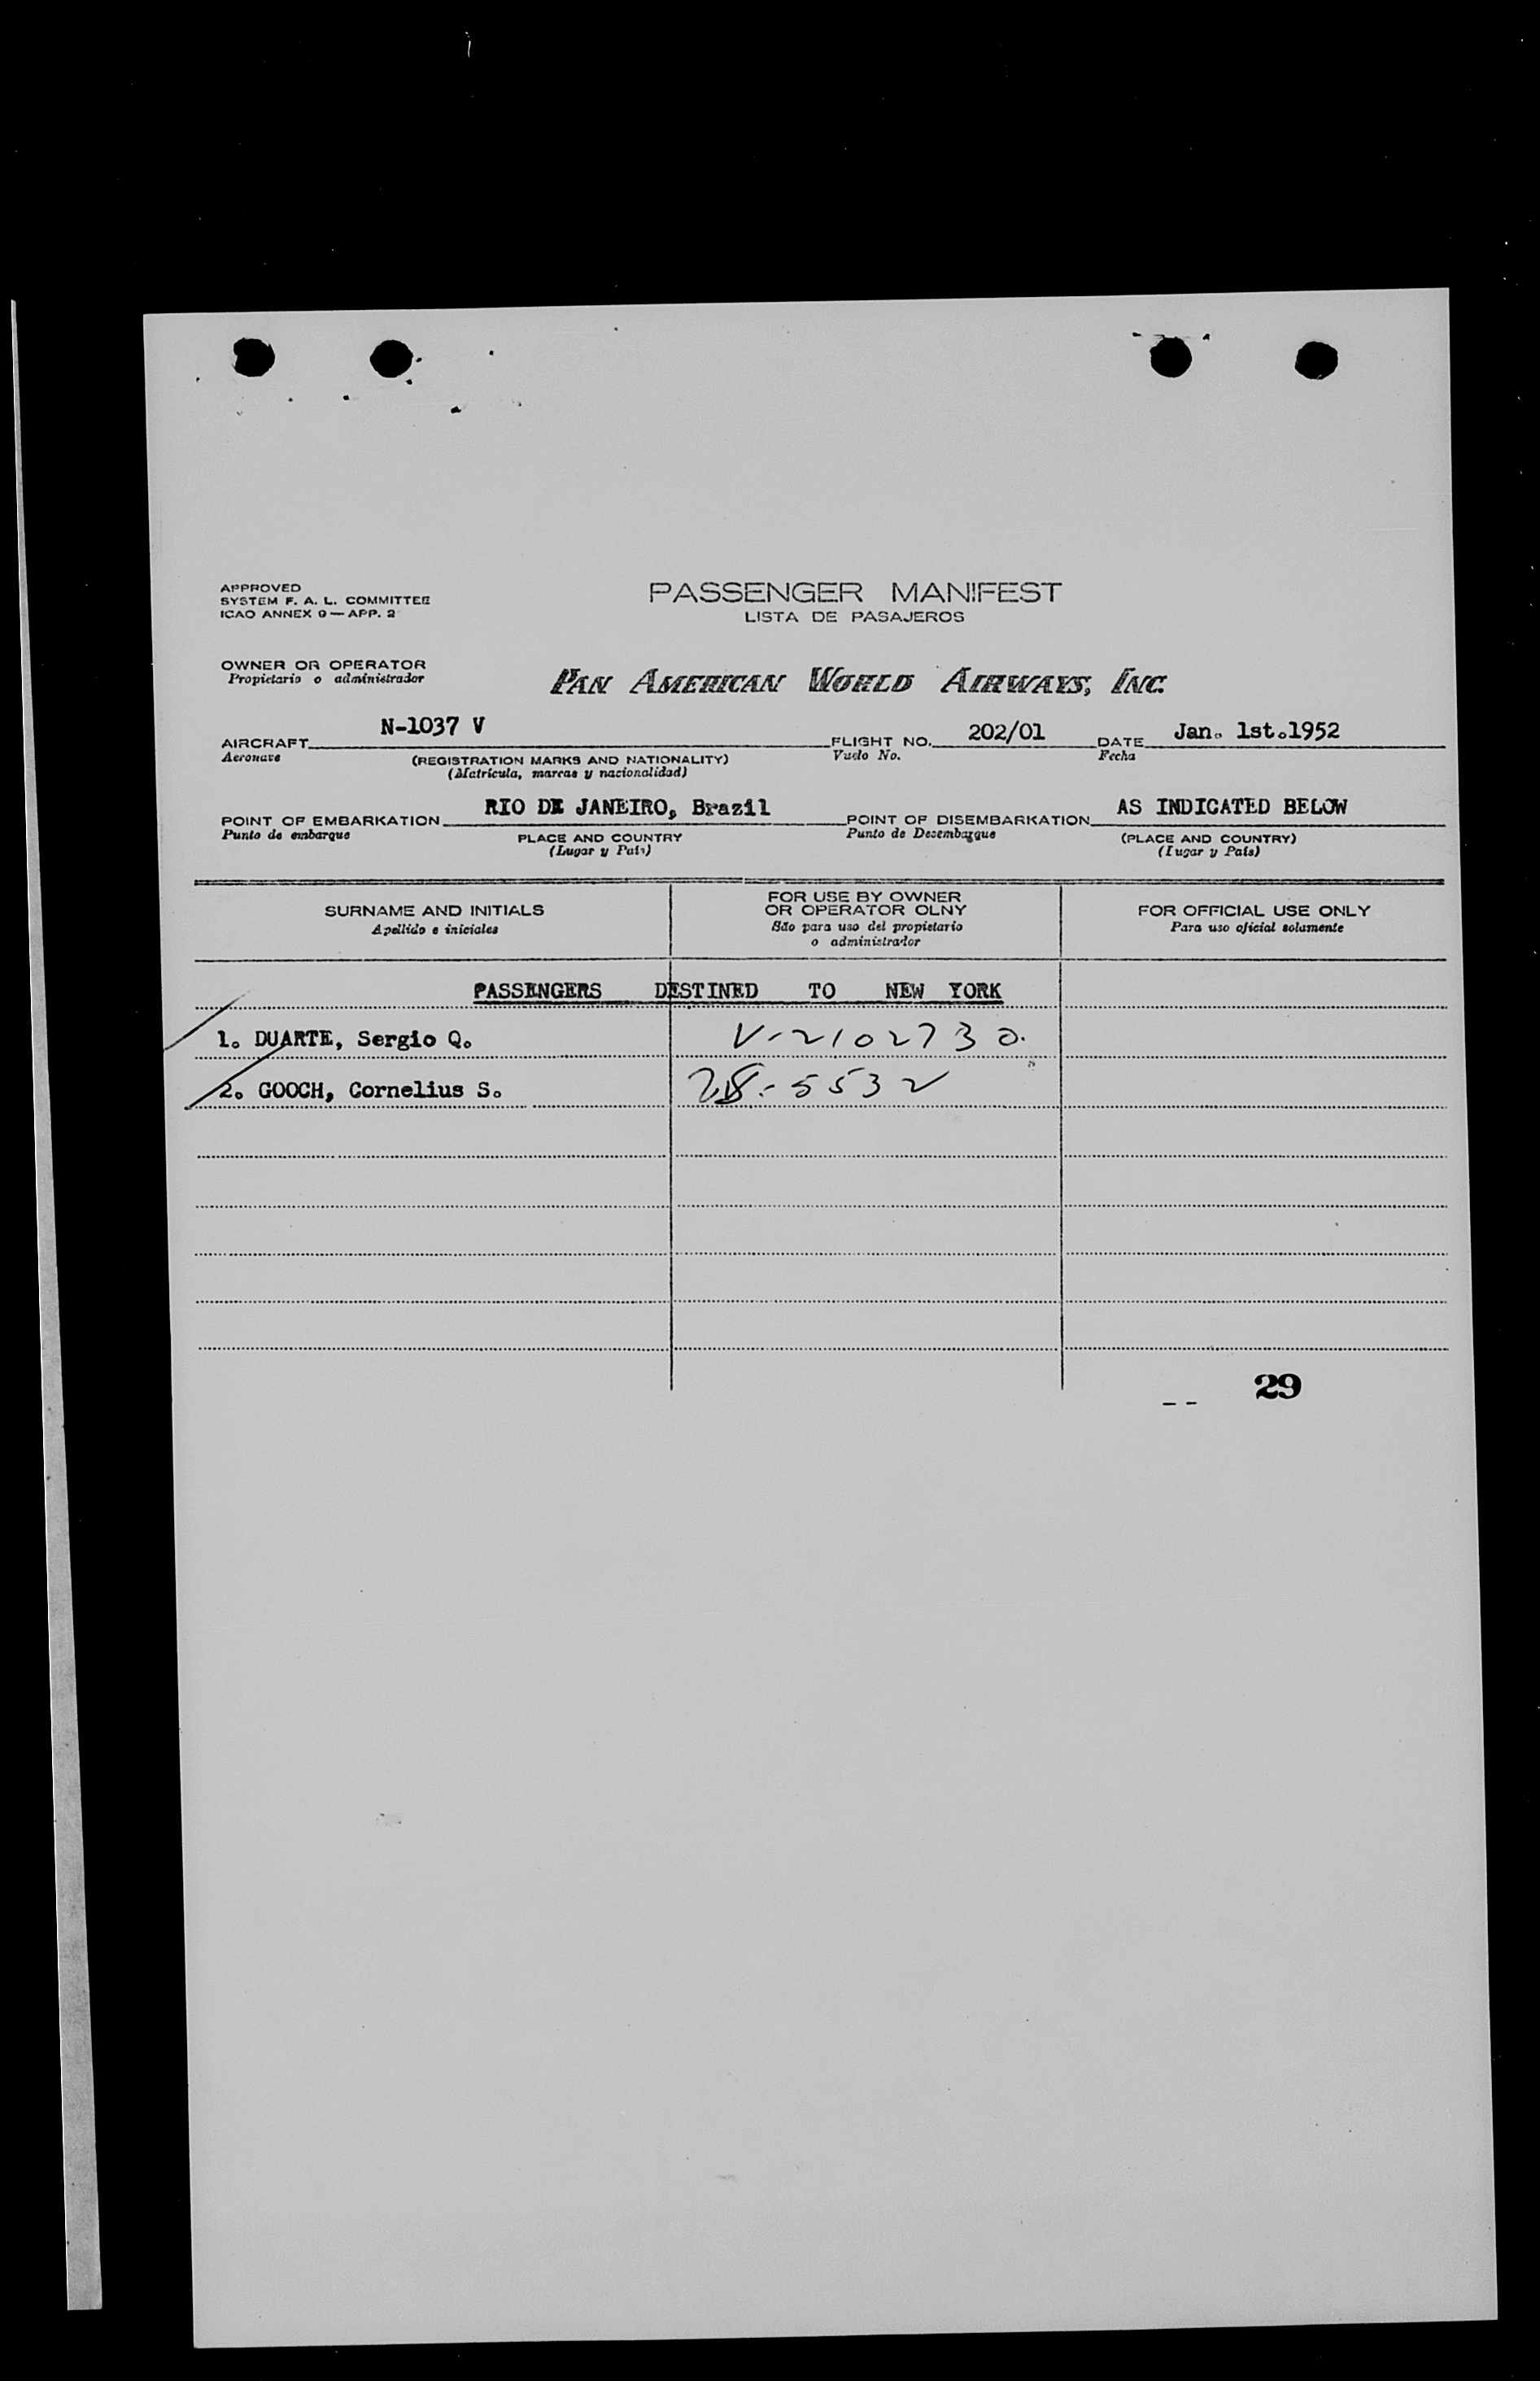 APPROVED
SYSTEM F. A. L. COMMITTEE
ICAO ANNEX 9 — APP. 2
PASSENGER MANIFEST
LISTA DE PASAJEROS
OWNER OR OPERATOR
Propietario o administrador
PAN AMERICAN WORLD AIRWAYS, INC.
AIRCRAFT N-1037 V FLIGHT NO. 202/01 DATE Jan. 1st.1952
Aeronave (REGISTRATION MARKS AND NATIONALITY) Vuelo No. Fecha
(Matrícula, marcas y nacionalidad)
POINT OF EMBARKATION RIO DE JANEIRO, Brazil POINT OF DISEMBARKATION AS INDICATED BELOW
Punto de embarque PLACE AND COUNTRY Punto de Desembarque (PLACE AND COUNTRY)
(Lugar y País) (Lugar y País)
SURNAME AND INITIALS
Apellido e iniciales
FOR USE BY OWNER
OR OPERATOR OLNY
São para uso del propietario
o administrador
FOR OFFICIAL USE ONLY
Para uso oficial solamente
PASSENGERS DESTINED TO NEW YORK
1. DUARTE, Sergio Q. V-2102730.
2. GOOCH, Cornelius S. 28-5532
29